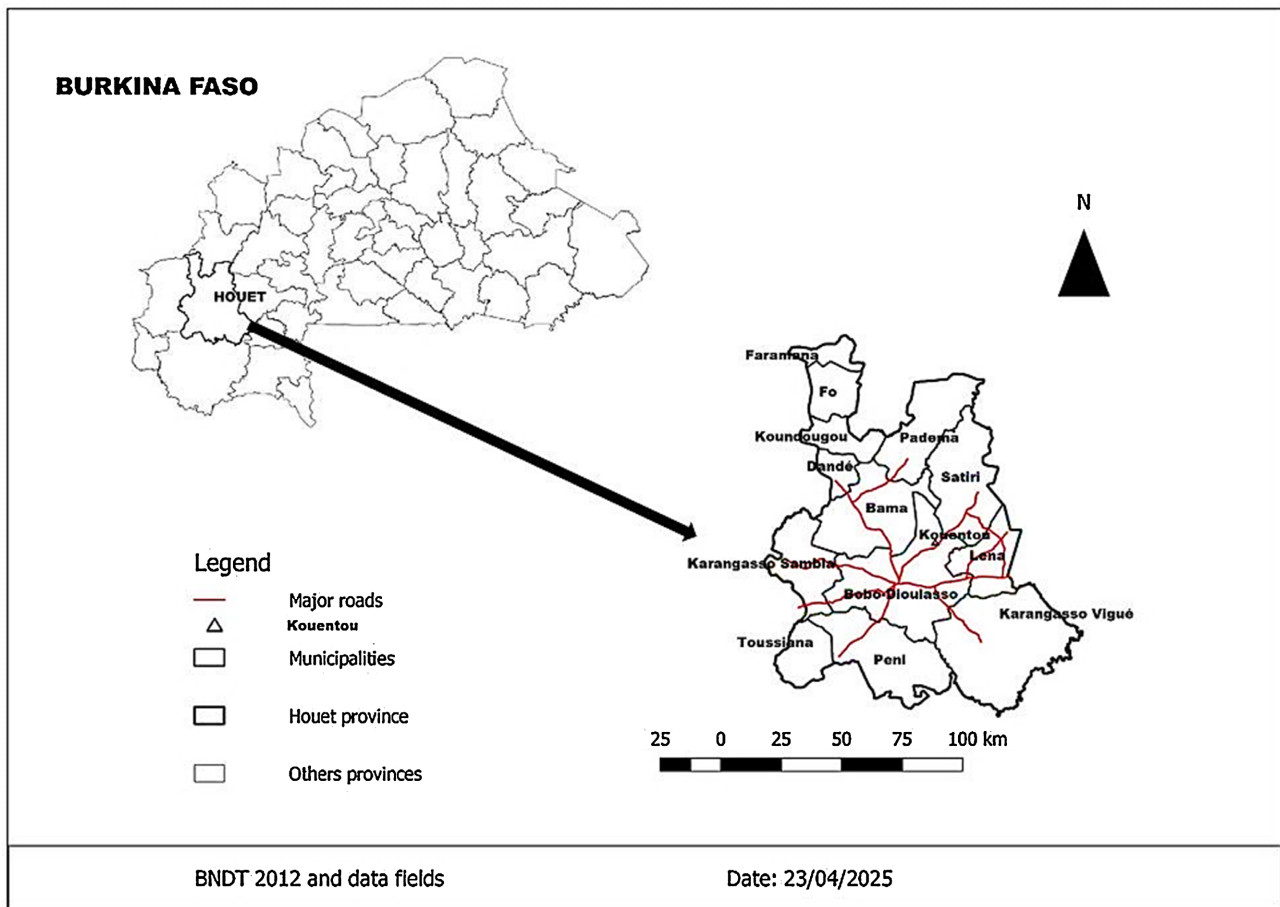 BURKINA FASO
HOUET
N
Faramana
Fo
Koundougou
Padema
Dandé
Satiri
Bama
Kouentou
Lena
Karangasso Sambla
Bobo-Dioulasso
Karangasso Vigué
Toussiana
Peni
Legend
Major roads
Kouentou
Municipalities
Houet province
Others provinces
25 0 25 50 75 100 km
BNDT 2012 and data fields
Date: 23/04/2025